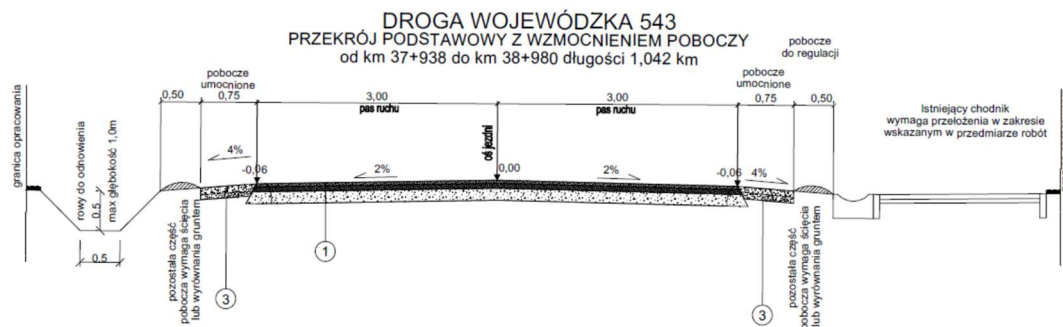 DROGA WOJEWÓDZKA 543
PRZEKRÓJ PODSTAWOWY Z WZMOCNIENIEM POBOCZY
od km 37+938 do km 38+980 długości 1,042 km
pobocze
umocnione
pobocze
umocnione
pobocze
do regulacji
0,50
0,75
3,00
3,00
0,75
0,50
pas ruchu
pas ruchu
granica opracowania
rowy do odnowienia
max głębokość 1,0m
oś jezdni
Istniejący chodnik
wymaga przełożenia w zakresie
wskazanym w przedmiarze robót
4%
-0,06
2%
0,00
2%
-0,06
4%
0.5
0.5
pozostała część
pobocza wymaga ścięcia
lub wyrównania gruntem
3
1
3
pozostała część
pobocza wymaga ścięcia
lub wyrównania gruntem